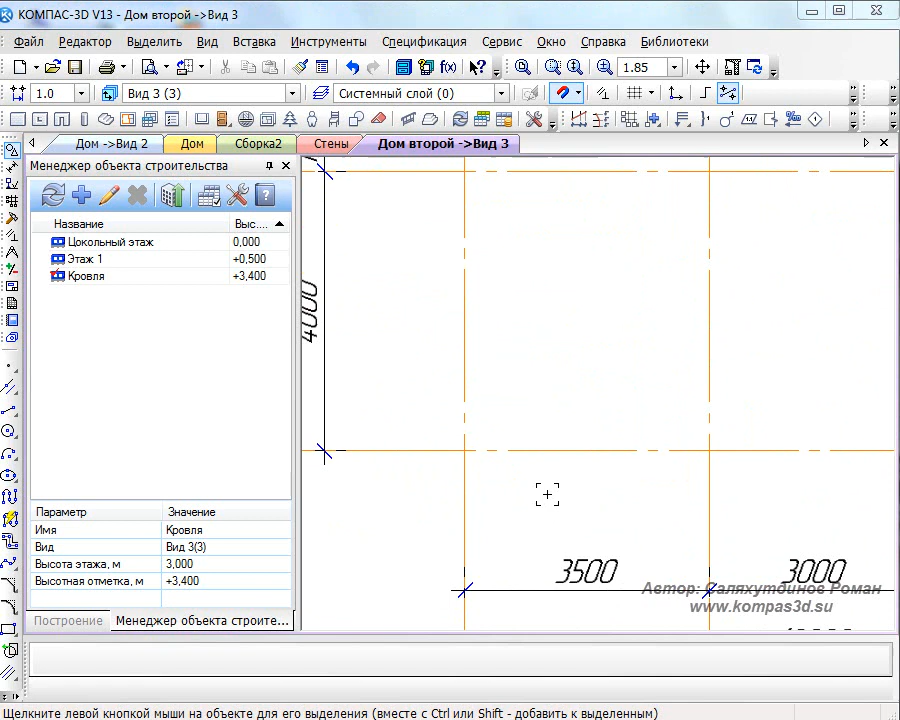 КОМПАС-3D V13 - Дом второй ->Вид 3
Файл Редактор Выделить Вид Вставка Инструменты Спецификация Сервис Окно Справка Библиотеки
f(x) 1.85
1.0 Вид 3 (3) Системный слой (0)
Дом ->Вид 2 Дом Сборка2 Стены Дом второй ->Вид 3
Менеджер объекта строительства
Название Выс....
Цокольный этаж 0,000
Этаж 1 +0,500
Кровля +3,400
4000
Параметр Значение
Имя Кровля
Вид Вид 3(3)
Высота этажа, м 3,000
Высотная отметка, м +3,400
3500 3000
Автор: Саляхутдинов Роман
www.kompas3d.su
Построение Менеджер объекта строите...
Щелкните левой кнопкой мыши на объекте для его выделения (вместе с Ctrl или Shift - добавить к выделенным)